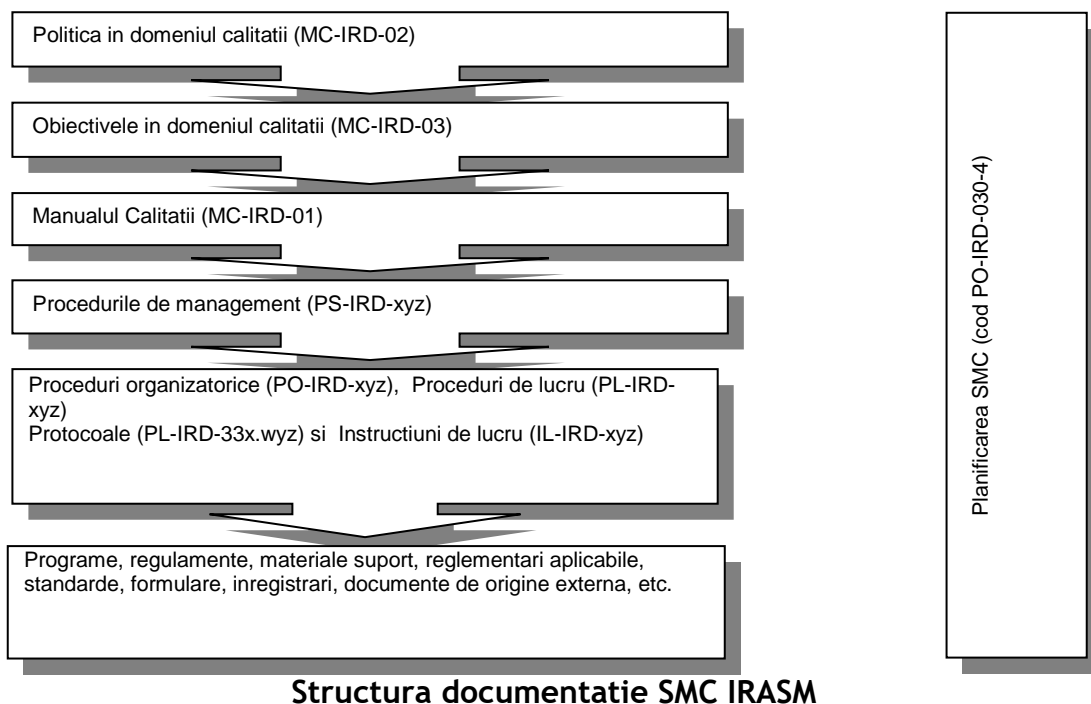 Politica in domeniul calitatii (MC-IRD-02)
Obiectivele in domeniul calitatii (MC-IRD-03)
Manualul Calitatii (MC-IRD-01)
Procedurile de management (PS-IRD-xyz)
Proceduri organizatorice (PO-IRD-xyz), Proceduri de lucru (PL-IRD-
xyz)
Protocoale (PL-IRD-33x.wyz) si Instructiuni de lucru (IL-IRD-xyz)
Programe, regulamente, materiale suport, reglementari aplicabile,
standarde, formulare, inregistrari, documente de origine externa, etc.
Planificarea SMC (cod PO-IRD-030-4)
Structura documentatie SMC IRASM